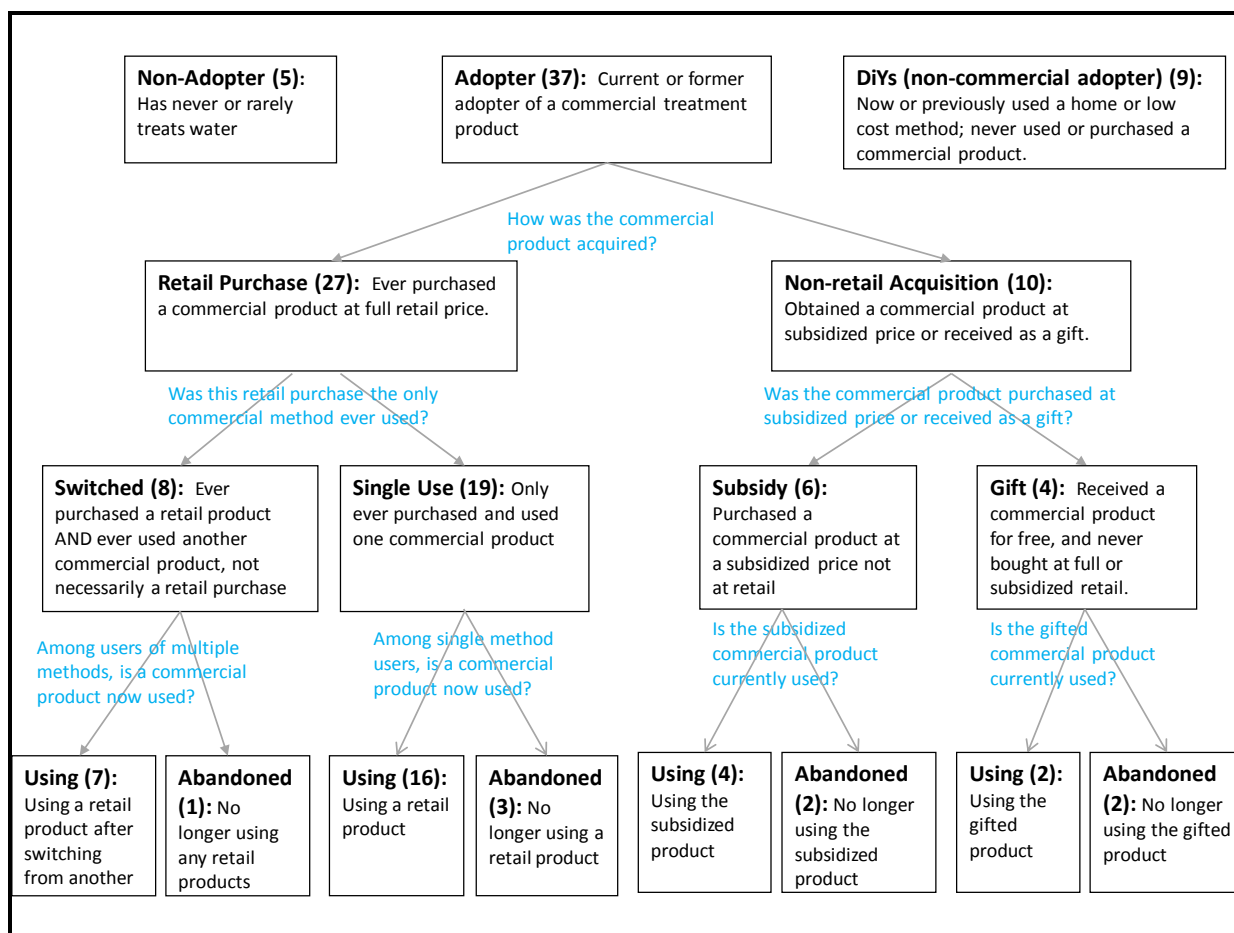 Non-Adopter (5):
Has never or rarely
treats water
Adopter (37): Current or former
adopter of a commercial treatment
product
DiYs (non-commercial adopter) (9):
Now or previously used a home or low
cost method; never used or purchased a
commercial product.
How was the commercial
product acquired?
Retail Purchase (27): Ever purchased
a commercial product at full retail price.
Non-retail Acquisition (10):
Obtained a commercial product at
subsidized price or received as a gift.
Was this retail purchase the only
commercial method ever used?
Was the commercial product purchased at
subsidized price or received as a gift?
Switched (8): Ever
purchased a retail product
AND ever used another
commercial product, not
necessarily a retail purchase
Single Use (19): Only
ever purchased and used
one commercial product
Subsidy (6):
Purchased a
commercial product at
a subsidized price not
at retail
Gift (4): Received a
commercial product
for free, and never
bought at full or
subsidized retail.
Among users of multiple
methods, is a commercial
product now used?
Among single method
users, is a commercial
product now used?
Is the subsidized
commercial product
currently used?
Is the gifted
commercial product
currently used?
Using (7):
Using a retail
product after
switching
from another
Abandoned
(1): No
longer using
any retail
products
Using (16):
Using a retail
product
Abandoned
(3): No
longer using a
retail product
Using (4):
Using the
subsidized
product
Abandoned
(2): No longer
using the
subsidized
product
Using (2):
Using the
gifted
product
Abandoned
(2): No longer
using the gifted
product